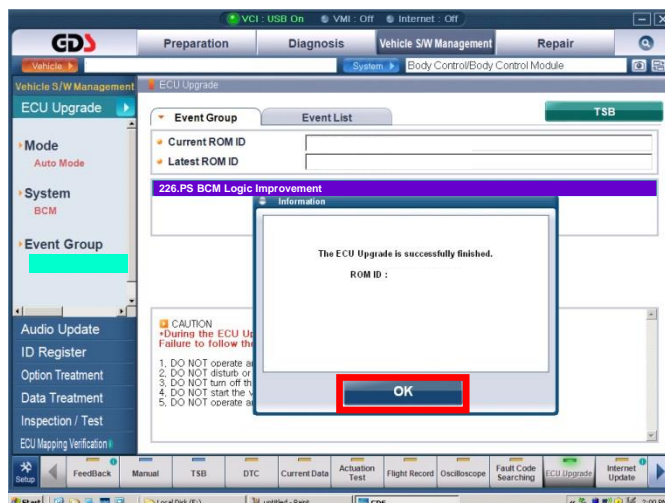 VCI : USB On VMI : Off Internet : Off
GDS
Preparation Diagnosis Vehicle S/W Management Repair
Vehicle System Body Control/Body Control Module
Vehicle S/W Management
ECU Upgrade
ECU Upgrade
TSB
Event Group Event List
Mode
Auto Mode
Current ROM ID
Latest ROM ID
System
BCM
226.PS BCM Logic Improvement
Information
Event Group
The ECU Upgrade is successfully finished.
ROM ID :
OK
Audio Update
ID Register
Option Treatment
Data Treatment
Inspection / Test
ECU Mapping Verification
CAUTION
•During the ECU
Failure to follow
1, DO NOT operate
2, DO NOT disturb or
3, DO NOT turn off
4, DO NOT start the
5, DO NOT operate
Setup FeedBack Manual TSB DTC Current Data Actuation Test Flight Record Oscilloscope Fault Code Searching ECU Upgrade Internet Update
Start Local Disk untitled - Paint GDS 2:00 PM